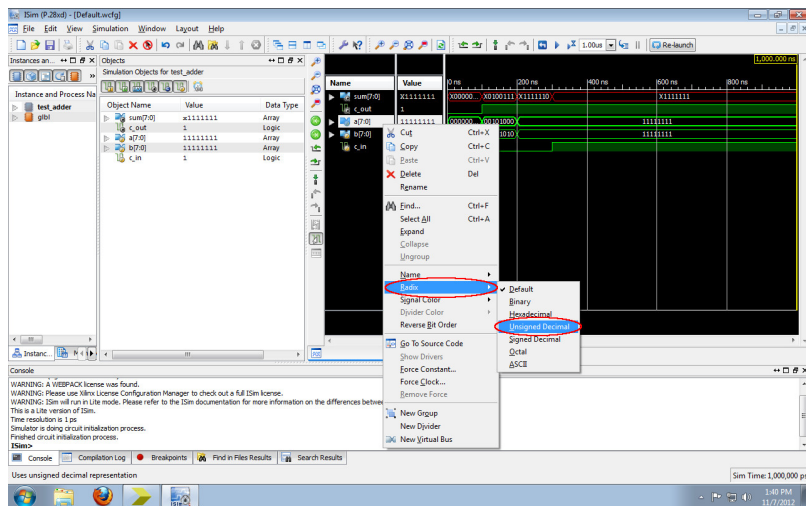 ISim (P.28xd) - [Default.wcfg]
File Edit View Simulation Window Layout Help
1.00us Re-launch
Instances an...
Objects
Simulation Objects for test_adder
Instance and Process Na
test_adder
glbl
Object Name Value Data Type
sum[7:0] x1111111 Array
c_out 1 Logic
a[7:0] 11111111 Array
b[7:0] 11111111 Array
c_in 1 Logic
1,000.000 ns
Name Value 0 ns 200 ns 400 ns 600 ns 800 ns
sum[7:0] X1111111 X00000... X0100111 X1111110 X1111111
c_out 1
a[7:0] 11111111 000000... 00101000 11111111
b[7:0] 1010 11111111
c_in
Cut Ctrl+X
Copy Ctrl+C
Paste Ctrl+V
Delete Del
Rename
Find... Ctrl+F
Select All Ctrl+A
Expand
Collapse
Ungroup
Name
Radix
Signal Color
Divider Color
Reverse Bit Order
Go To Source Code
Show Drivers
Force Constant...
Force Clock...
Remove Force
New Group
New Divider
New Virtual Bus
Default
Binary
Hexadecimal
Unsigned Decimal
Signed Decimal
Octal
ASCII
Instanc...
Console
WARNING: A WEBPACK license was found.
WARNING: Please use Xilinx License Configuration Manager to check out a full ISim license.
WARNING: ISim will run in Lite mode. Please refer to the ISim documentation for more information on the differences betwee
This is a Lite version of ISim.
Time resolution is 1 ps
Simulator is doing circuit initialization process.
Finished circuit initialization process.
ISim>
Console Compilation Log Breakpoints Find in Files Results Search Results
Uses unsigned decimal representation
Sim Time: 1,000,000 ps
1:40 PM
11/7/2012